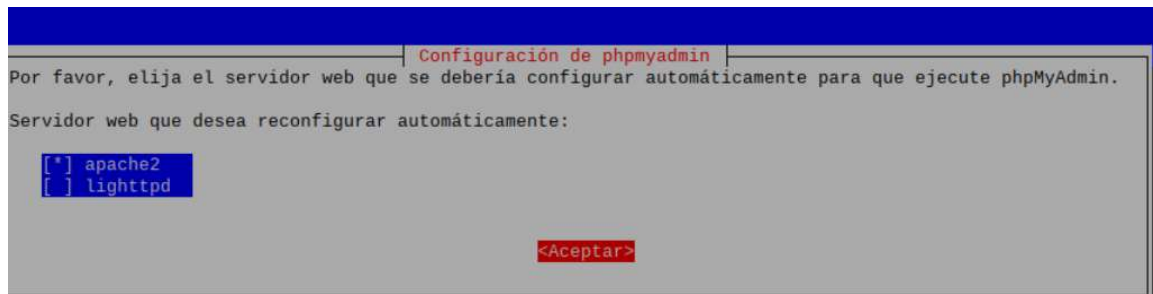 Configuración de phpmyadmin
Por favor, elija el servidor web que se debería configurar automáticamente para que ejecute phpMyAdmin.
Servidor web que desea reconfigurar automáticamente:
[*] apache2
[ ] lighttpd
<Aceptar>